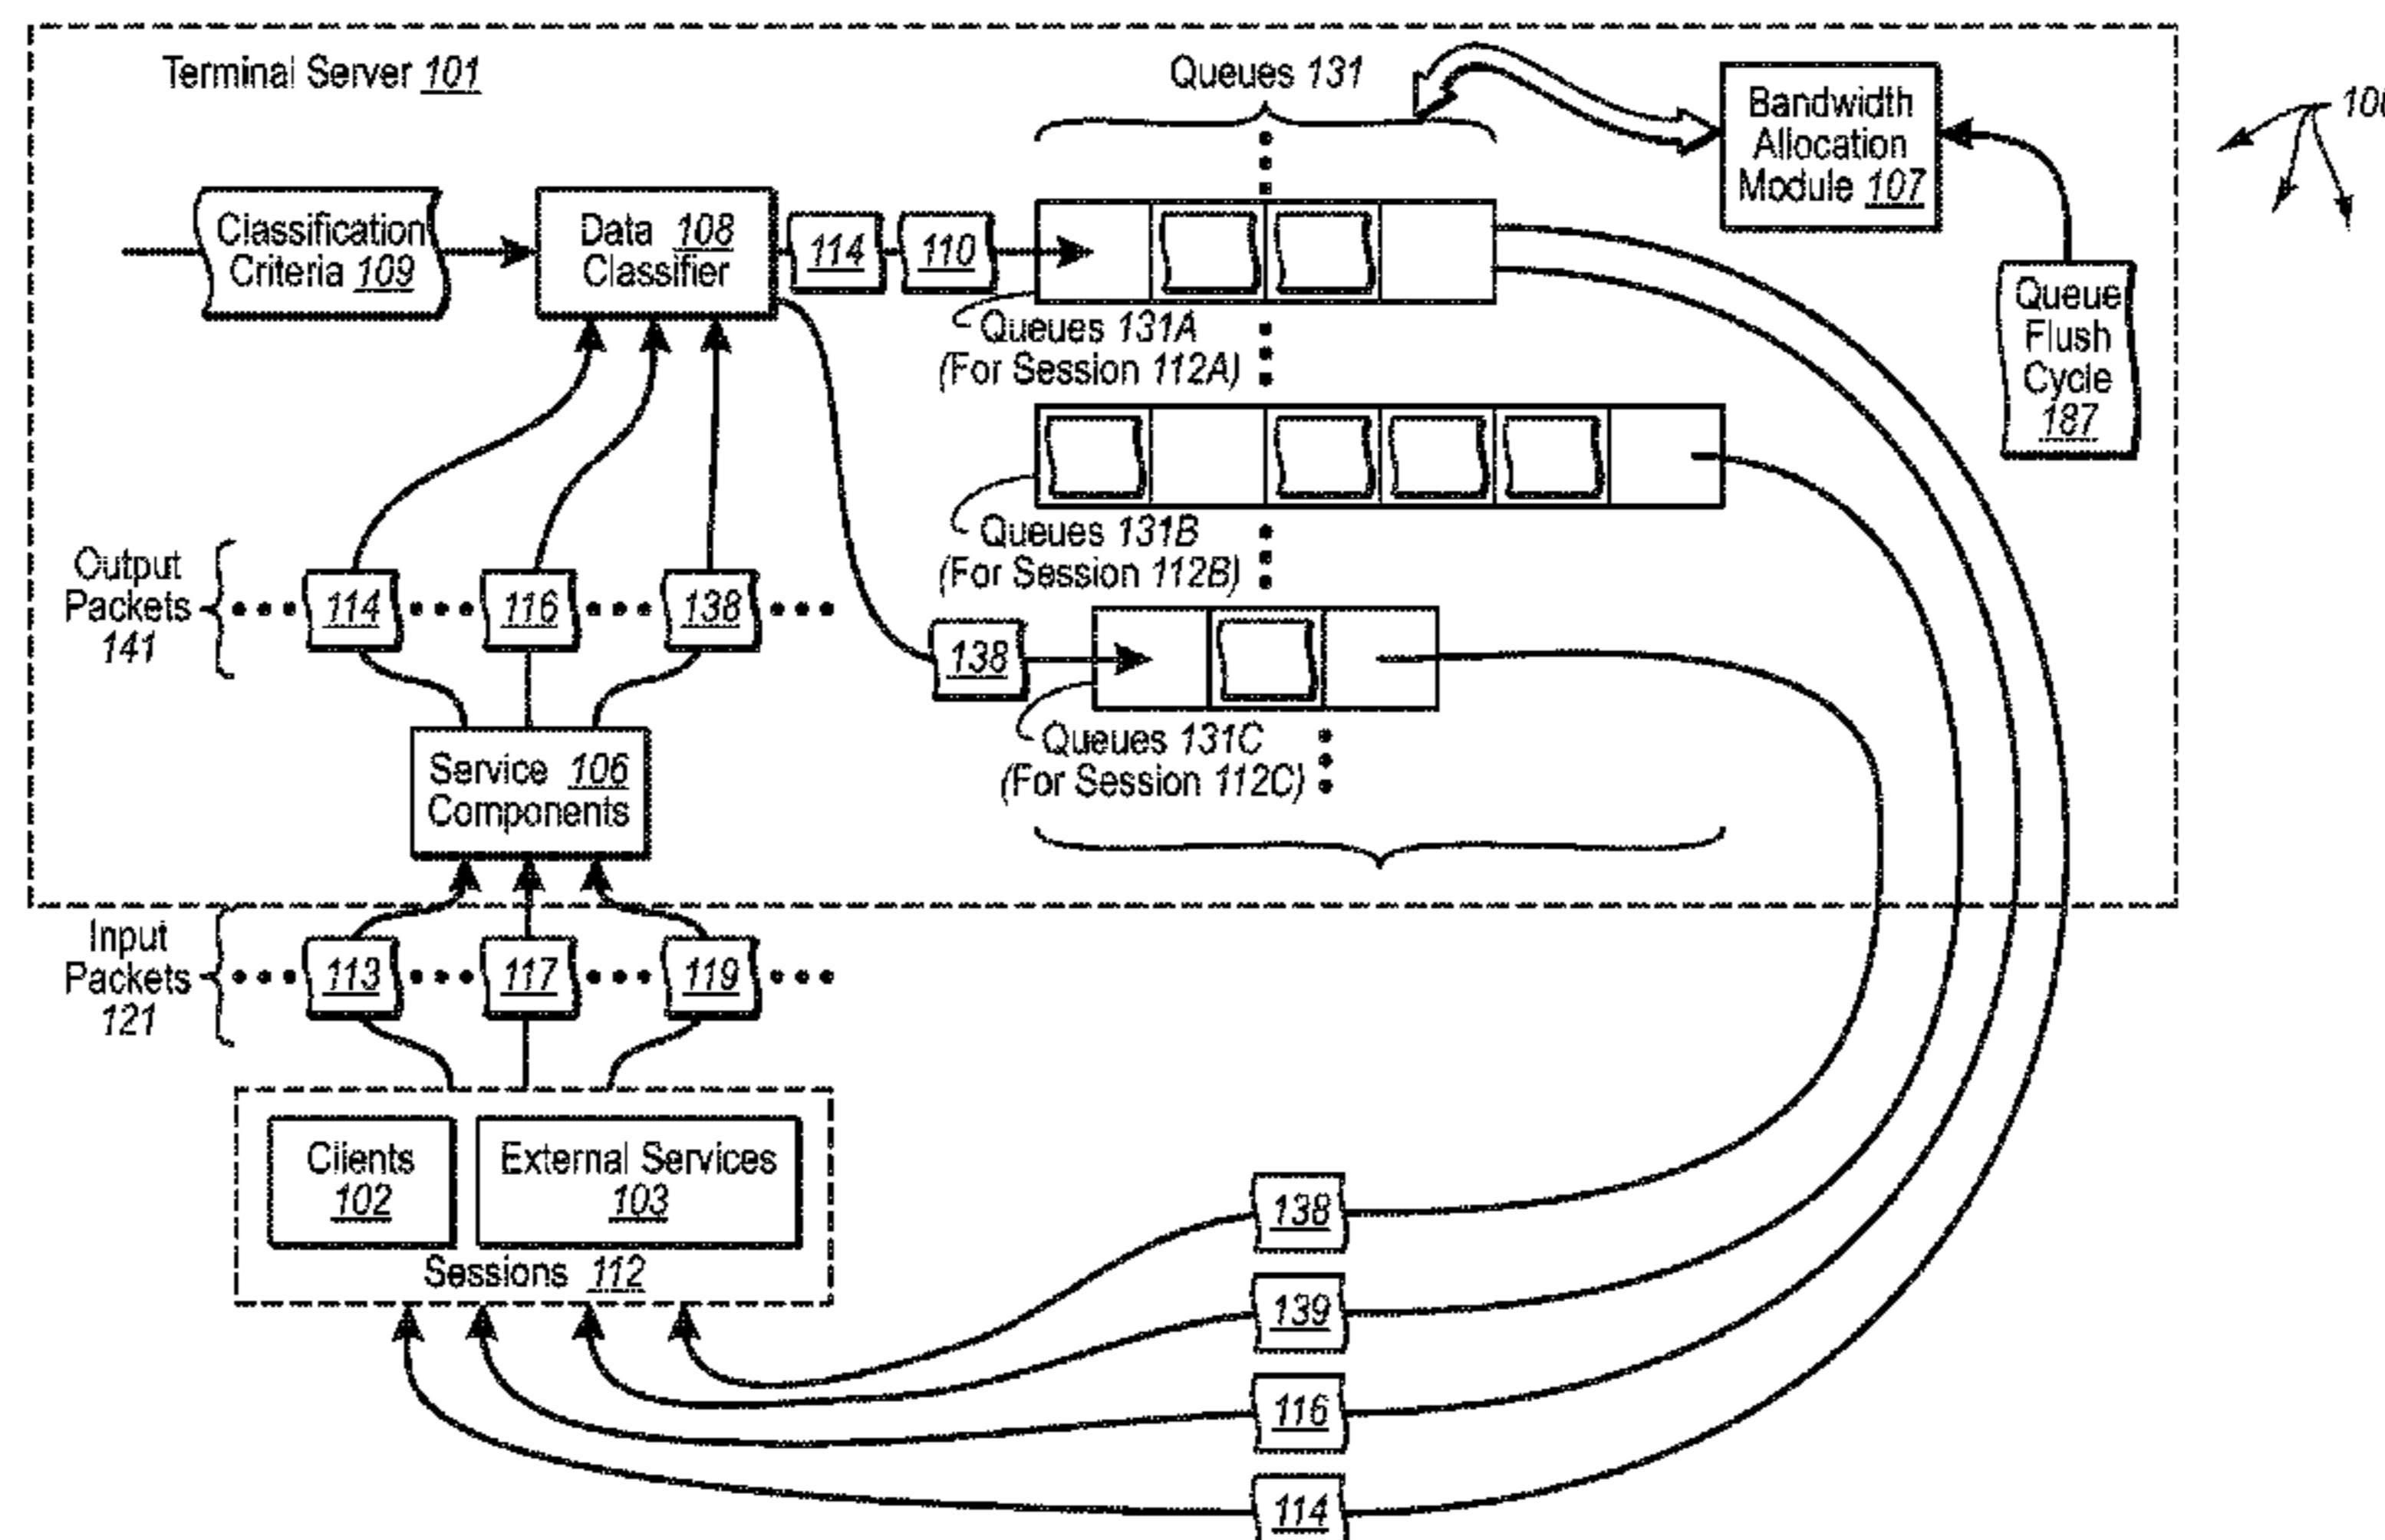 Terminal Server 101
Queues 131
Bandwidth
Allocation
Module 107
Classification
Criteria 109
Data 108
Classifier
114
110
Queue
Flush
Cycle
187
Queues 131A
(For Session 112A)
Queues 131B
(For Session 112B)
Output
Packets
141
114
116
138
138
Queues 131C
(For Session 112C)
Service 106
Components
Input
Packets
121
113
117
119
Clients
102
External Services
103
Sessions 112
138
139
116
114